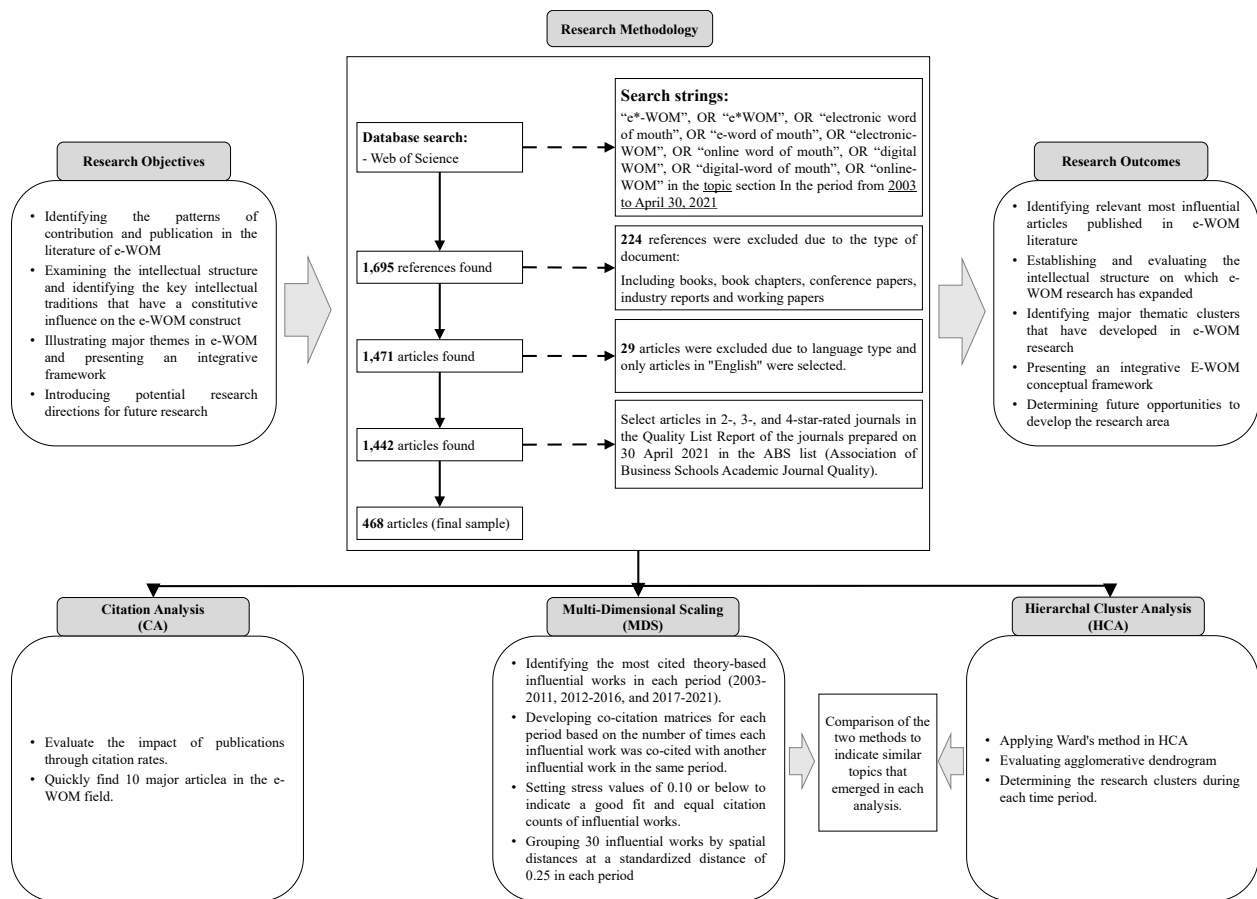 Research Methodology
Research Objectives
• Identifying the patterns of
contribution and publication in the
literature of e-WOM
• Examining the intellectual structure
and identifying the key intellectual
traditions that have a constitutive
influence on the e-WOM construct
• Illustrating major themes in e-WOM
and presenting an integrative
framework
• Introducing potential research
directions for future research
Database search:
- Web of Science
Search strings:
“e*-WOM”, OR “e*WOM”, OR “electronic word
of mouth”, OR “e-word of mouth”, OR “electronic-
WOM”, OR “online word of mouth”, OR “digital
WOM”, OR “digital-word of mouth”, OR “online-
WOM” in the topic section In the period from 2003
to April 30, 2021
1,695 references found
224 references were excluded due to the type of
document:
Including books, book chapters, conference papers,
industry reports and working papers
1,471 articles found
29 articles were excluded due to language type and
only articles in "English" were selected.
1,442 articles found
Select articles in 2-, 3-, and 4-star-rated journals in
the Quality List Report of the journals prepared on
30 April 2021 in the ABS list (Association of
Business Schools Academic Journal Quality).
468 articles (final sample)
Research Outcomes
• Identifying relevant most influential
articles published in e-WOM
literature
• Establishing and evaluating the
intellectual structure on which e-
WOM research has expanded
• Identifying major thematic clusters
that have developed in e-WOM
research
• Presenting an integrative E-WOM
conceptual framework
• Determining future opportunities to
develop the research area
Citation Analysis
(CA)
• Evaluate the impact of publications
through citation rates.
• Quickly find 10 major articlea in the e-
WOM field.
Multi-Dimensional Scaling
(MDS)
• Identifying the most cited theory-based
influential works in each period (2003-
2011, 2012-2016, and 2017-2021).
• Developing co-citation matrices for each
period based on the number of times each
influential work was co-cited with another
influential work in the same period.
• Setting stress values of 0.10 or below to
indicate a good fit and equal citation
counts of influential works.
• Grouping 30 influential works by spatial
distances at a standardized distance of
0.25 in each period
Comparison of the
two methods to
indicate similar
topics that
emerged in each
analysis.
Hierarchal Cluster Analysis
(HCA)
• Applying Ward's method in HCA
• Evaluating agglomerative dendrogram
• Determining the research clusters during
each time period.